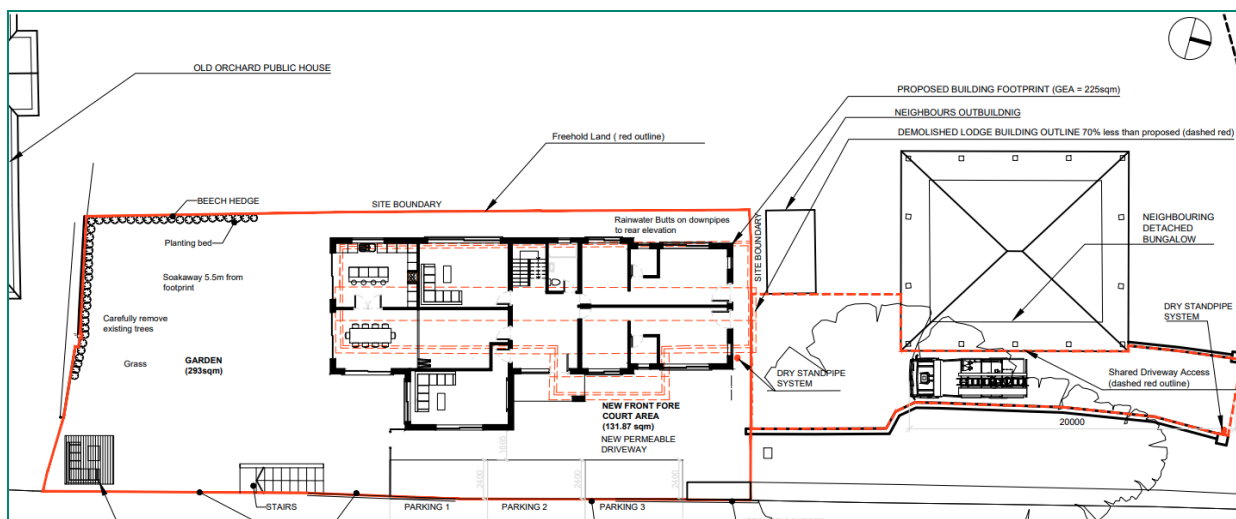 OLD ORCHARD PUBLIC HOUSE
PROPOSED BUILDING FOOTPRINT (GEA = 225sqm)
NEIGHBOURS OUTBUILDNIG
DEMOLISHED LODGE BUILDING OUTLINE 70% less than proposed (dashed red)
Freehold Land ( red outline)
BEECH HEDGE
SITE BOUNDARY
Planting bed
Rainwater Butts on downpipes
to rear elevation
SITE BOUNDARY
NEIGHBOURING
DETACHED
BUNGALOW
Soakaway 5.5m from
footprint
DRY STANDPIPE
SYSTEM
Carefully remove
existing trees
Grass
GARDEN
(293sqm)
DRY STANDPIPE
SYSTEM
Shared Driveway Access
(dashed red outline)
NEW FRONT FORE
COURT AREA
(131.87 sqm)
NEW PERMEABLE
DRIVEWAY
20000
1800
2400
2400
2400
STAIRS
PARKING 1
PARKING 2
PARKING 3